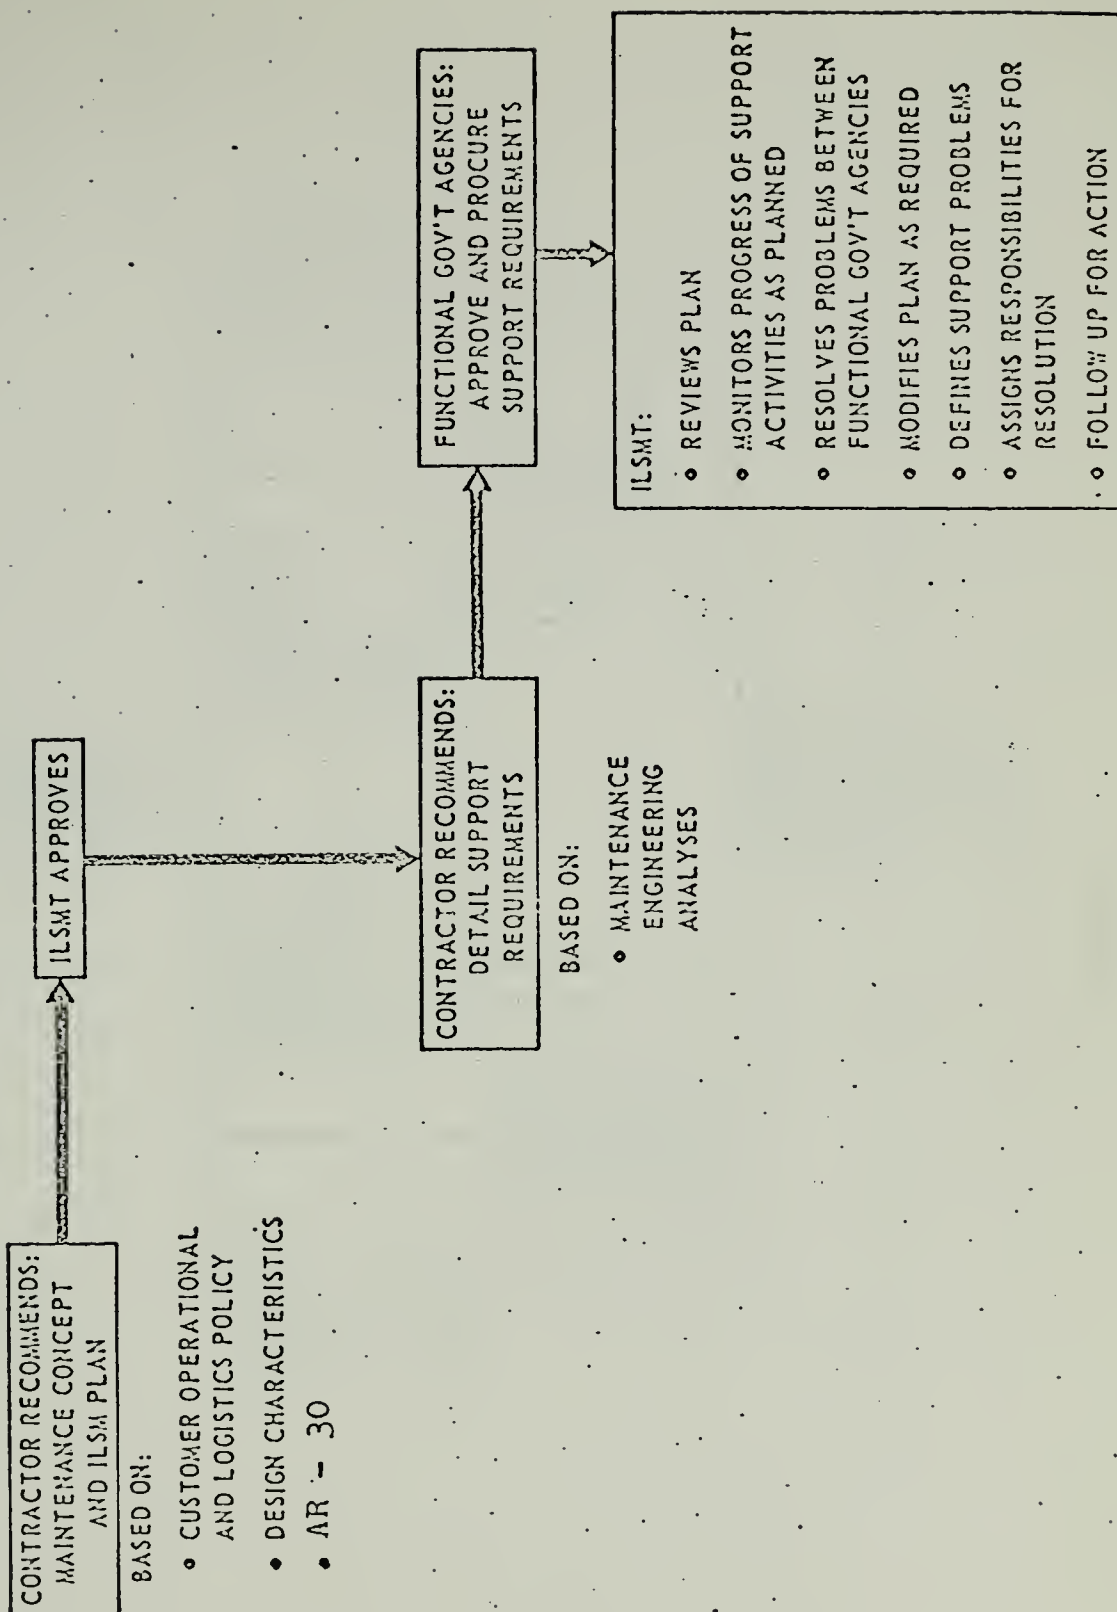 CONTRACTOR RECOMMENDS:
MAINTENANCE CONCEPT
AND ILSM PLAN
BASED ON:
• CUSTOMER OPERATIONAL
AND LOGISTICS POLICY
• DESIGN CHARACTERISTICS
• AR - 30
ILSMT APPROVES
CONTRACTOR RECOMMENDS:
DETAIL SUPPORT
REQUIREMENTS
BASED ON:
• MAINTENANCE
ENGINEERING
ANALYSES
FUNCTIONAL GOV'T AGENCIES:
APPROVE AND PROCURE
SUPPORT REQUIREMENTS
ILSMT:
• REVIEWS PLAN
• MONITORS PROGRESS OF SUPPORT
ACTIVITIES AS PLANNED
• RESOLVES PROBLEMS BETWEEN
FUNCTIONAL GOV'T AGENCIES
• MODIFIES PLAN AS REQUIRED
• DEFINES SUPPORT PROBLEMS
• ASSIGNS RESPONSIBILITIES FOR
RESOLUTION
• FOLLOW UP FOR ACTION